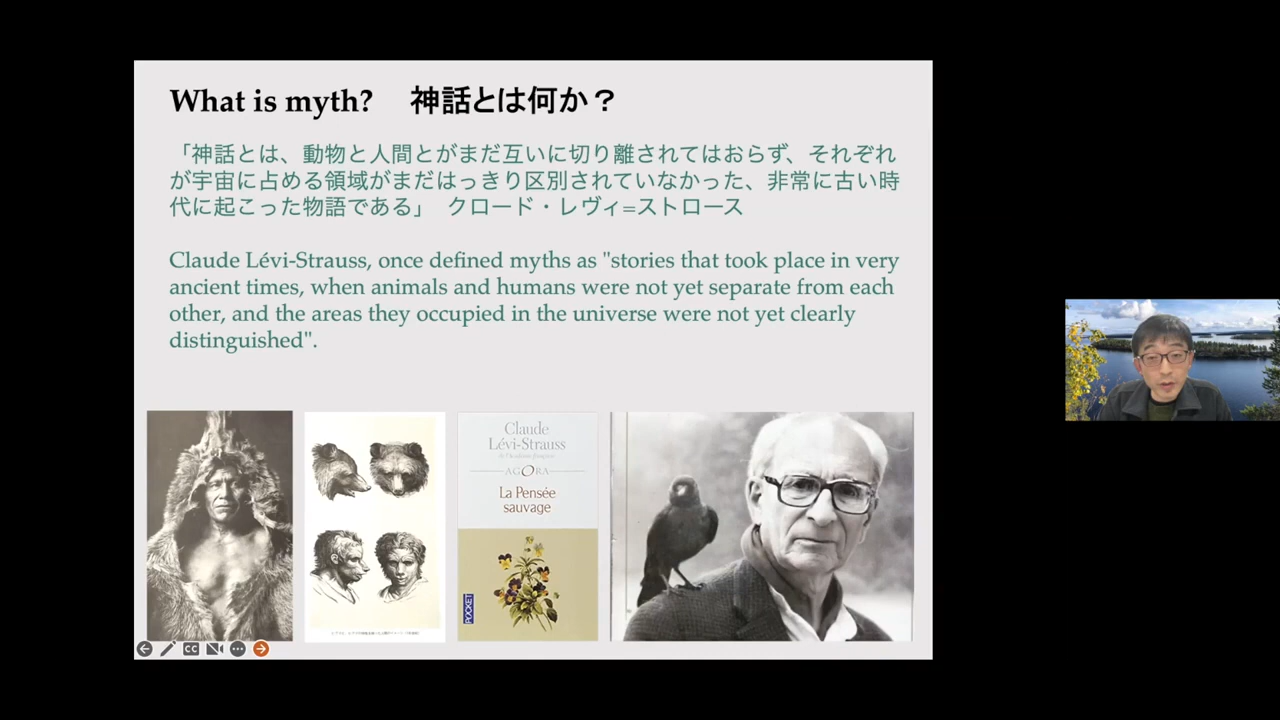 What is myth? 神話とは何か？
「神話とは、動物と人間とがまだ互いに切り離されてはおらず、それぞれ
が宇宙に占める領域がまだはっきり区別されていなかった、非常に古い時
代に起こった物語である」 クロード・レヴィ=ストロース
Claude Lévi-Strauss, once defined myths as "stories that took place in very
ancient times, when animals and humans were not yet separate from each
other, and the areas they occupied in the universe were not yet clearly
distinguished".
Claude
Lévi-Strauss
AGORA
La Pensée
sauvage
POCKET
CC